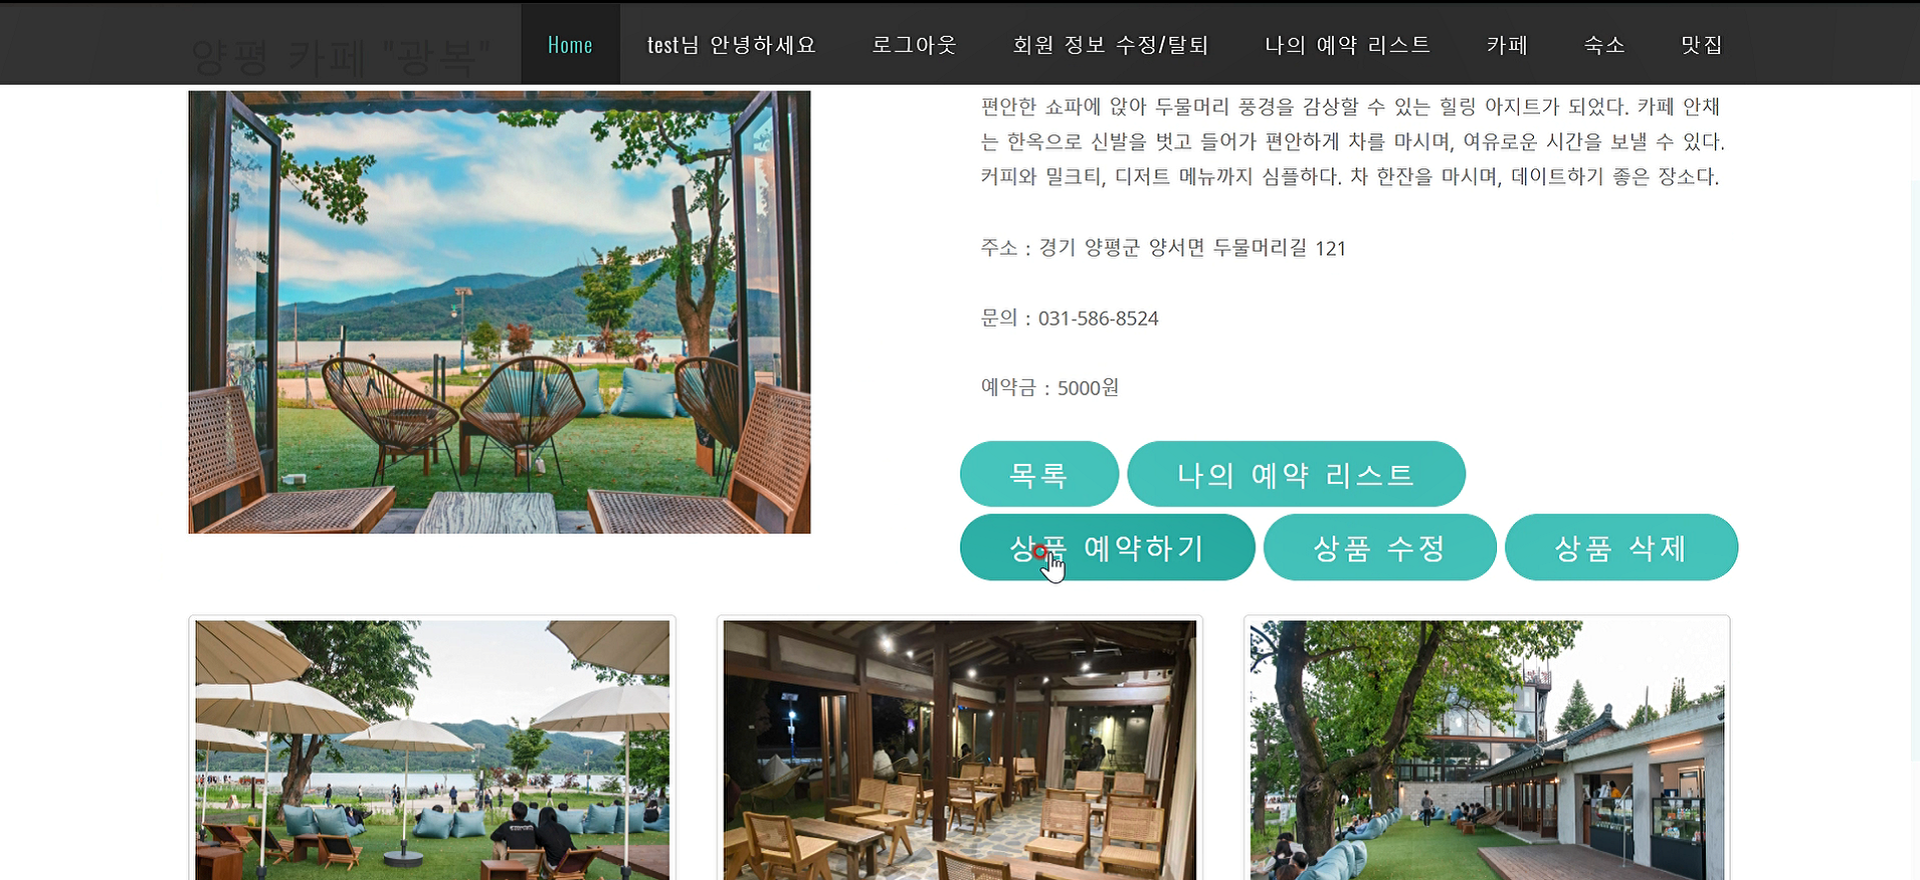 양평 카페 "광복"
Home
test님 안녕하세요
로그아웃
회원 정보 수정/탈퇴
나의 예약 리스트
카페
숙소
맛집
편안한 쇼파에 앉아 두물머리 풍경을 감상할 수 있는 힐링 아지트가 되었다. 카페 안채
는 한옥으로 신발을 벗고 들어가 편안하게 차를 마시며, 여유로운 시간을 보낼 수 있다.
커피와 밀크티, 디저트 메뉴까지 심플하다. 차 한잔을 마시며, 데이트하기 좋은 장소다.
주소 : 경기 양평군 양서면 두물머리길 121
문의 : 031-586-8524
예약금 : 5000원
목록
나의 예약 리스트
상품 예약하기
상품 수정
상품 삭제